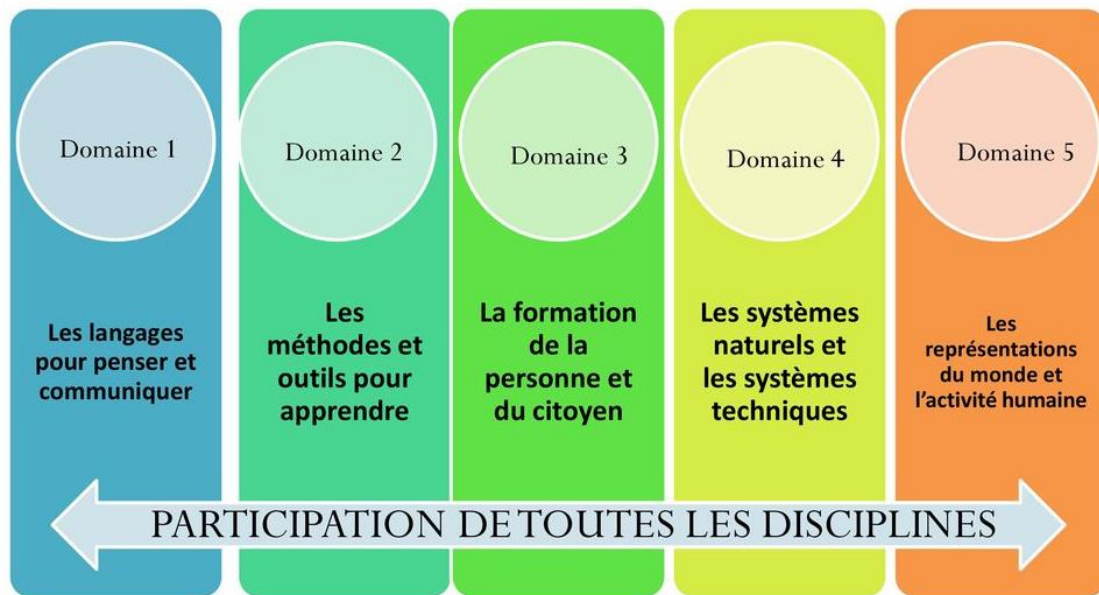 Domaine 1
Les langages
pour penser et
communiquer
Domaine 2
Les
méthodes et
outils pour
apprendre
Domaine 3
La formation
de la
personne et
du citoyen
Domaine 4
Les systèmes
naturels et
les systèmes
techniques
Domaine 5
Les
représentations
du monde et
l'activité humaine
PARTICIPATION DE TOUTES LES DISCIPLINES